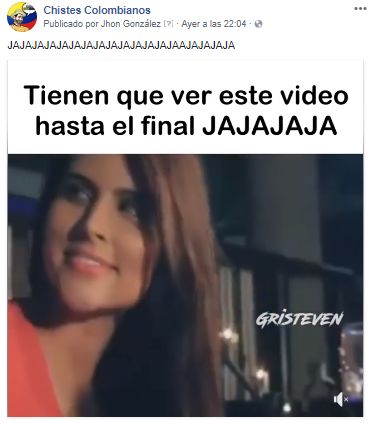 Chistes Colombianos
Publicado por Jhon González [?] · Ayer a las 22:04 ·
JAJAJAJAJAJAJAJAJAJAJAJAJAJAJAAJAJAJAJA
Tienen que ver este video
hasta el final JAJAJAJA
GRISTEVEN